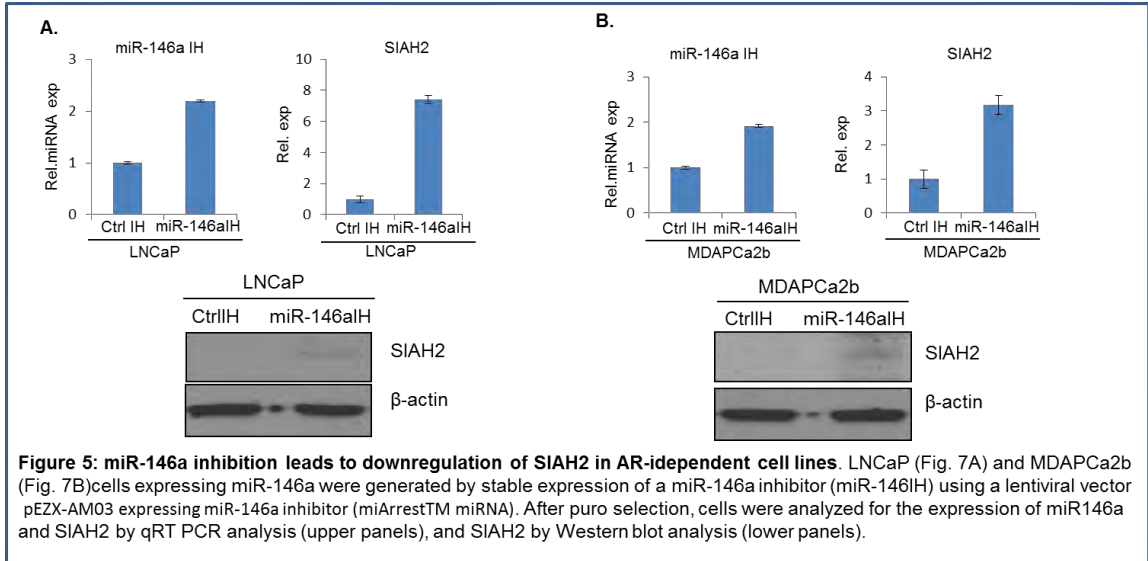 A.
miR-146a IH
Rel.miRNA exp
3
2
1
0
Ctrl IH miR-146aIH
LNCaP
SIAH2
Rel. exp
10
8
6
4
2
0
Ctrl IH miR-146aIH
LNCaP
LNCaP
CtrlIH miR-146aIH
SIAH2
β-actin
B.
miR-146a IH
Rel.miRNA exp
3
2
1
0
Ctrl IH miR-146aIH
MDAPCa2b
SIAH2
Rel. exp
4
3
2
1
0
Ctrl IH miR-146aIH
MDAPCa2b
MDAPCa2b
CtrlIH miR-146aIH
SIAH2
β-actin
Figure 5: miR-146a inhibition leads to downregulation of SIAH2 in AR-idependent cell lines. LNCaP (Fig. 7A) and MDAPCa2b
(Fig. 7B)cells expressing miR-146a were generated by stable expression of a miR-146a inhibitor (miR-146IH) using a lentiviral vector
pEZX-AM03 expressing miR-146a inhibitor (miArrestTM miRNA). After puro selection, cells were analyzed for the expression of miR146a
and SIAH2 by qRT PCR analysis (upper panels), and SIAH2 by Western blot analysis (lower panels).